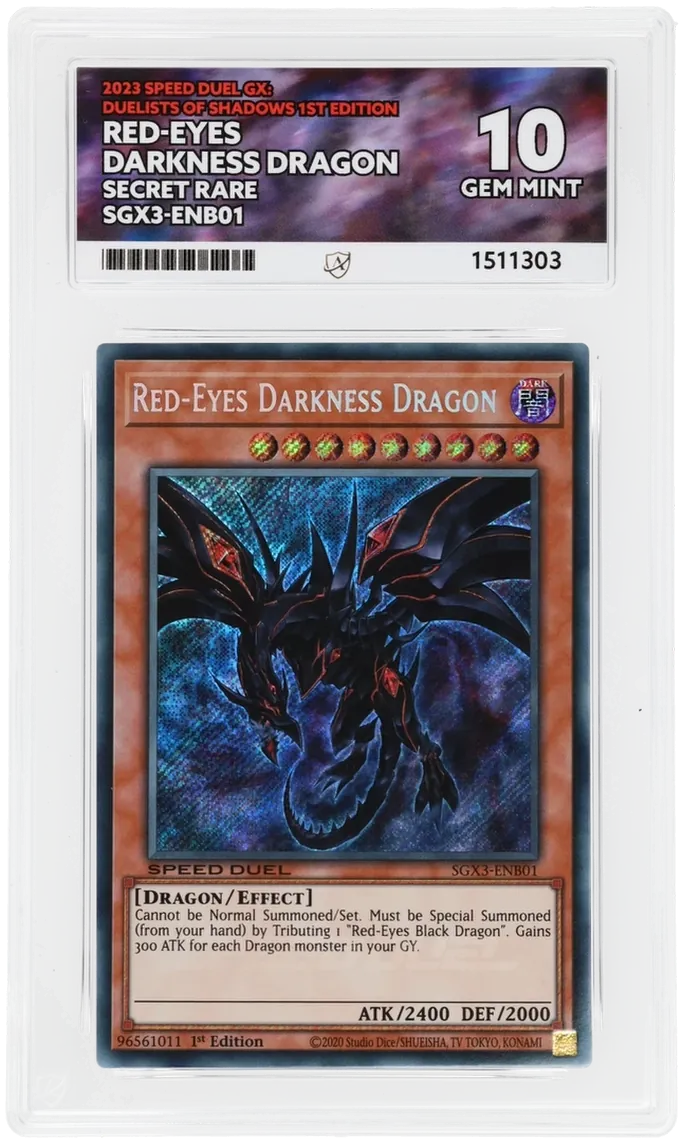 2023 SPEED DUEL GX:
DUELISTS OF SHADOWS 1ST EDITION
RED-EYES
DARKNESS DRAGON
SECRET RARE
SGX3-ENB01
10
GEM MINT
A
1511303
RED-EYES DARKNESS DRAGON
DARK
闇
SPEED DUEL
SGX3-ENB01
[DRAGON/EFFECT]
Cannot be Normal Summoned/Set. Must be Special Summoned
(from your hand) by Tributing 1 "Red-Eyes Black Dragon". Gains
300 ATK for each Dragon monster in your GY.
ATK/2400 DEF/2000
96561011 1st Edition
©2020 Studio Dice/SHUEISHA, TV TOKYO, KONAMI